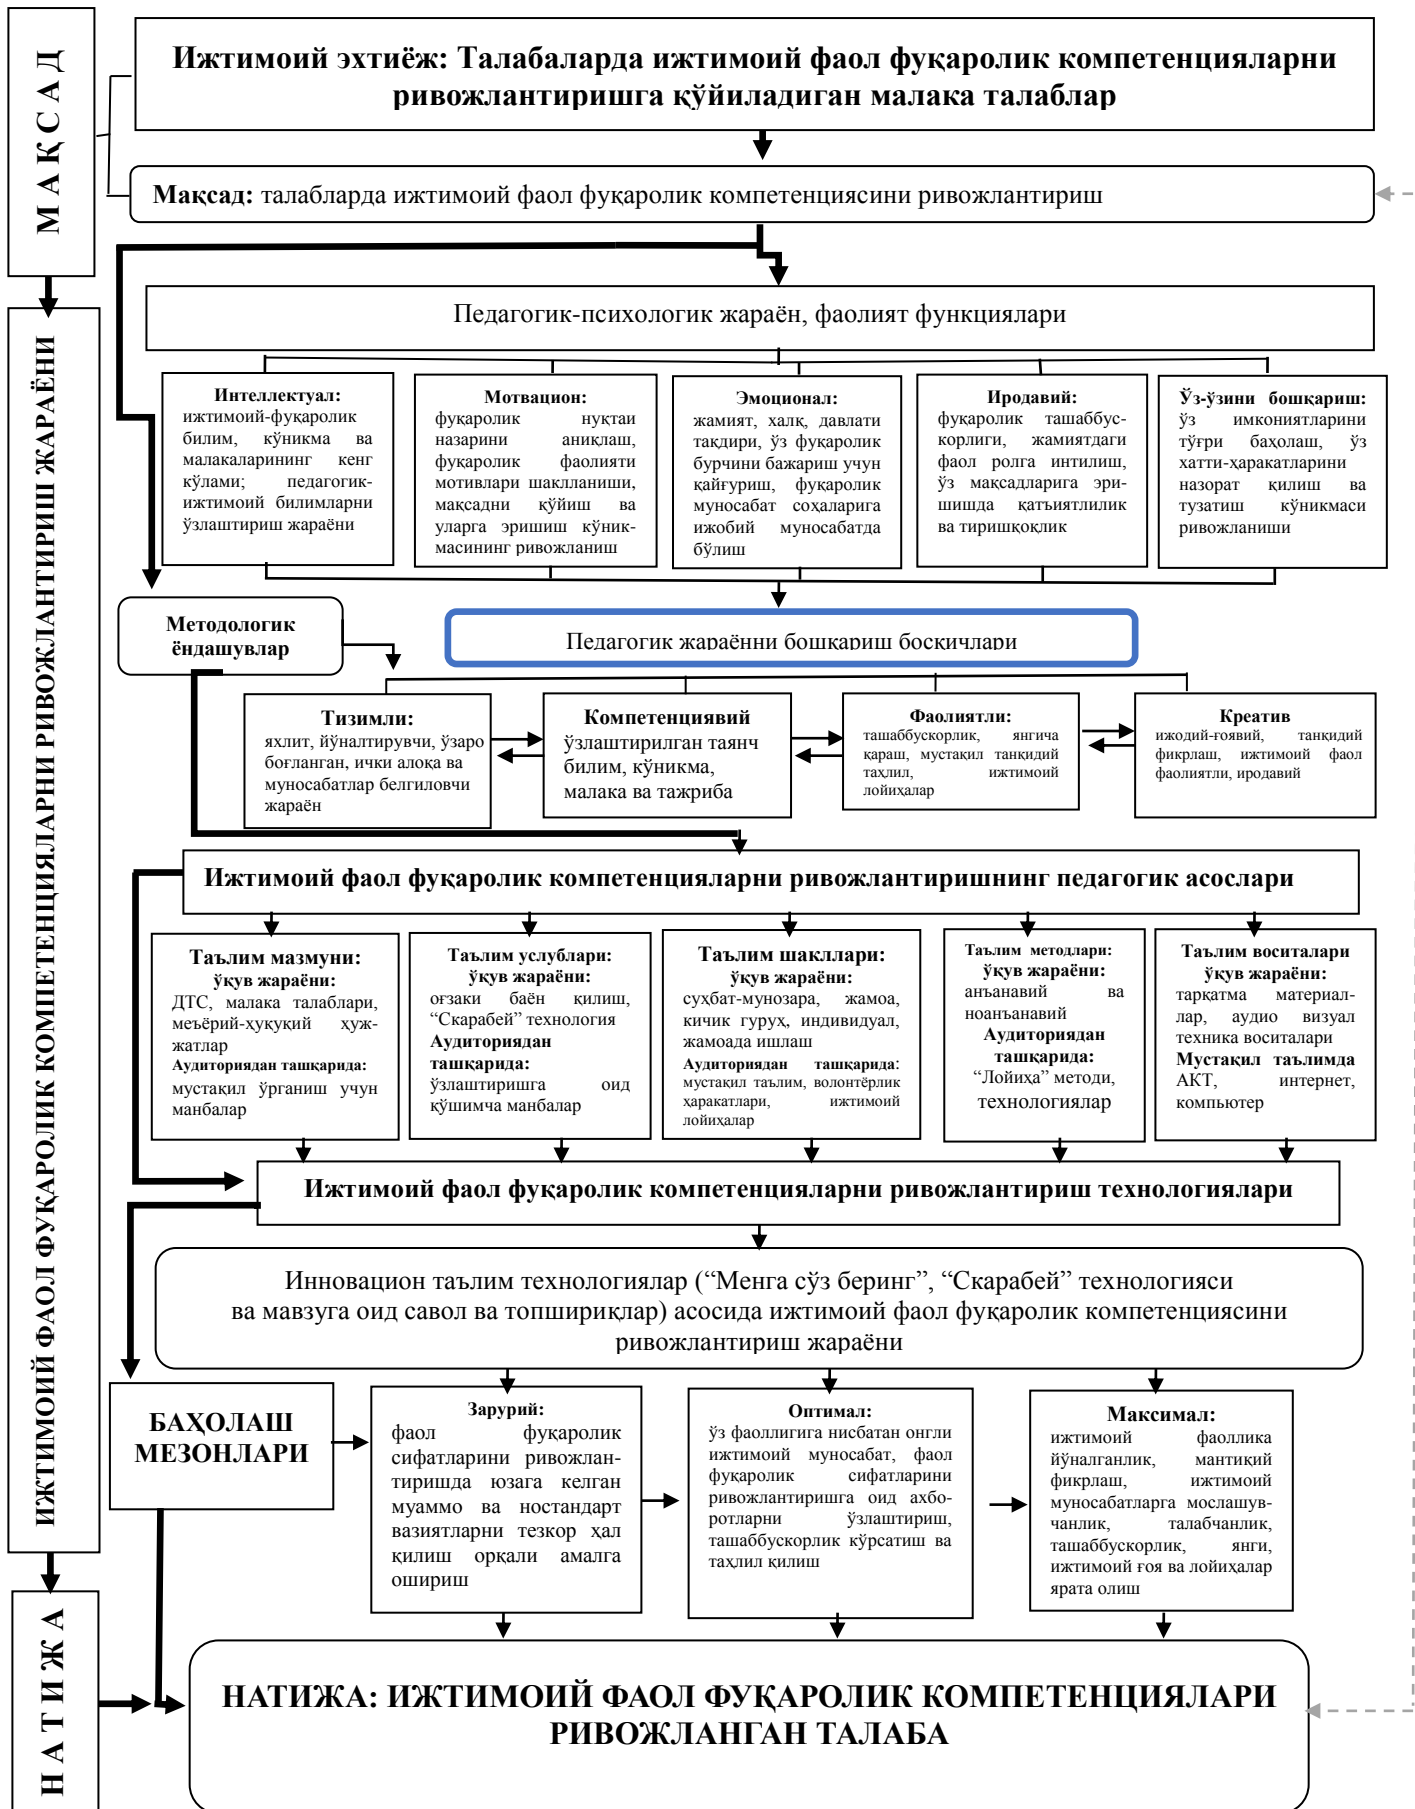 М А Қ С А Д
Ижтимоий эхтиёж: Талабаларда ижтимоий фаол фуқаролик компетенцияларни
ривожлантиришга қўйиладиган малака талаблар
Мақсад: талабларда ижтимоий фаол фуқаролик компетенциясини ривожлантириш
ИЖТИМОИЙ ФАОЛ ФУҚАРОЛИК КОМПЕТЕНЦИЯЛАРНИ РИВОЖЛАНТИРИШ ЖАРАЁНИ
Педагогик-психологик жараён, фаолият функциялари
Интеллектуал:
ижтимоий-фуқаролик
билим, кўникма ва
малакаларининг кенг
кўлами; педагогик-
ижтимоий билимларни
ўзлаштириш жараёни
Мотвацион:
фуқаролик нуқтаи
назарини аниқлаш,
фуқаролик фаолияти
мотивлари шаклланиши,
мақсадни қўйиш ва
уларга эришиш кўник-
масининг ривожланиш
Эмоционал:
жамият, халқ, давлати
тақдири, ўз фуқаролик
бурчини бажариш учун
қайғуриш, фуқаролик
муносабат соҳаларига
ижобий муносабатда
бўлиш
Иродавий:
фуқаролик ташаббус-
корлиги, жамиятдаги
фаол ролга интилиш,
ўз мақсадларига эри-
шишда қатъиятлилик
ва тиришқоқлик
Ўз-ўзини бошқариш:
ўз имкониятларини
тўғри баҳолаш, ўз
хатти-ҳаракатларини
назорат қилиш ва
тузатиш кўникмаси
ривожланиши
Методологик
ёндашувлар
Педагогик жараённи бошқариш босқичлари
Тизимли:
яхлит, йўналтирувчи, ўзаро
боғланган, ички алоқа ва
муносабатлар белгиловчи
жараён
Компетенциявий
ўзлаштирилган таянч
билим, кўникма,
малака ва тажриба
Фаолиятли:
ташаббускорлик, янгича
қараш, мустақил танқидий
таҳлил, ижтимоий
лойиҳалар
Креатив
ижодий-ғоявий, танқидий
фикрлаш, ижтимоий фаол
фаолиятли, иродавий
Ижтимоий фаол фуқаролик компетенцияларни ривожлантиришнинг педагогик асослари
Таълим мазмуни:
ўқув жараёни:
ДТС, малака талаблари,
меъёрий-ҳуқуқий ҳуж-
жатлар
Аудиториядан ташқарида:
мустақил ўрганиш учун
манбалар
Таълим услублари:
ўқув жараёни:
оғзаки баён қилиш,
“Скарабей” технология
Аудиториядан
ташқарида:
ўзлаштиришга оид
қўшимча манбалар
Таълим шакллари:
ўқув жараёни:
суҳбат-мунозара, жамоа,
кичик гуруҳ, индивидуал,
жамоада ишлаш
Аудиториядан ташқарида:
мустақил таълим, волонтёрлик
ҳаракатлари, ижтимоий
лойиҳалар
Таълим методлари:
ўқув жараёни:
анъанавий ва
ноанъанавий
Аудиториядан
ташқарида:
“Лойиҳа” методи,
технологиялар
Таълим воситалари
ўқув жараёни:
тарқатма материал-
лар, аудио визуал
техника воситалари
Мустақил таълимда
АКТ, интернет,
компьютер
Ижтимоий фаол фуқаролик компетенцияларни ривожлантириш технологиялари
Инновацион таълим технологиялар (“Менга сўз беринг”, “Скарабей” технологияси
ва мавзуга оид савол ва топшириқлар) асосида ижтимоий фаол фуқаролик компетенциясини
ривожлантириш жараёни
БАҲОЛАШ
МЕЗОНЛАРИ
Зарурий:
фаол фуқаролик
сифатларини ривожлан-
тиришда юзага келган
муаммо ва ностандарт
вазиятларни тезкор ҳал
қилиш орқали амалга
ошириш
Оптимал:
ўз фаоллигига нисбатан онгли
ижтимоий муносабат, фаол
фуқаролик сифатларини
ривожлантиришга оид ахбо-
ротларни ўзлаштириш,
ташаббускорлик кўрсатиш ва
таҳлил қилиш
Максимал:
ижтимоий фаоллика
йўналганлик, мантиқий
фикрлаш, ижтимоий
муносабатларга мослашув-
чанлик, талабчанлик,
ташаббускорлик, янги,
ижтимоий ғоя ва лойиҳалар
ярата олиш
Н А Т И Ж А
НАТИЖА: ИЖТИМОИЙ ФАОЛ ФУҚАРОЛИК КОМПЕТЕНЦИЯЛАРИ
РИВОЖЛАНГАН ТАЛАБА